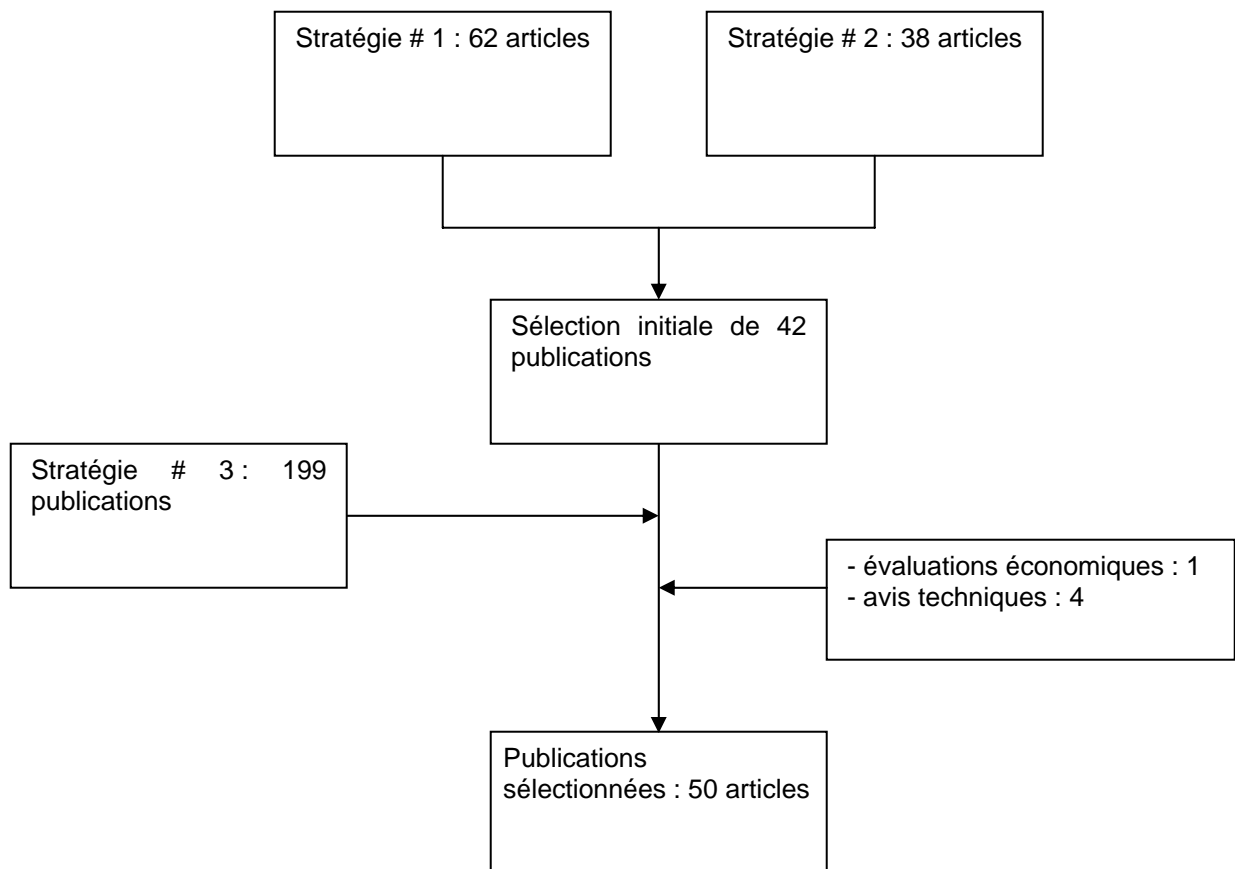 Stratégie # 1 : 62 articles
Stratégie # 2 : 38 articles
Sélection initiale de 42
publications
Stratégie # 3 : 199
publications
- évaluations économiques : 1
- avis techniques : 4
Publications
sélectionnées : 50 articles